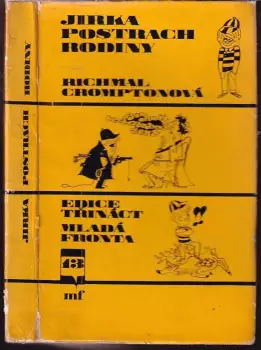 JIRKA
POSTRACH
RODINY
RICHMAL
CROMPTONOVÁ
EDICE
TŘINÁCT
MLADÁ
FRONTA
13
mf
JIRKA POSTRACH RODINY